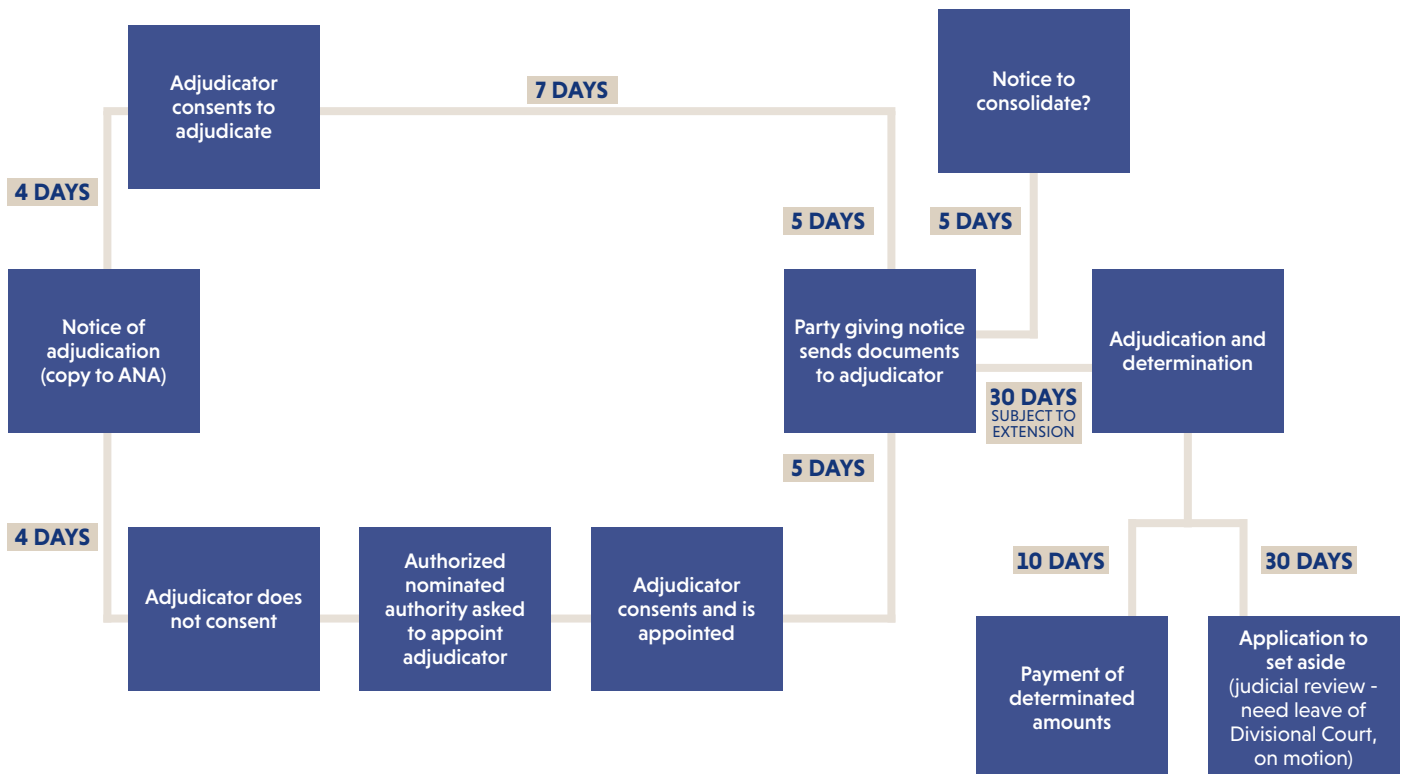 Adjudicator
consents to
adjudicate
7 DAYS
Notice to
consolidate?
4 DAYS
5 DAYS
5 DAYS
Notice of
adjudication
(copy to ANA)
Party giving notice
sends documents
to adjudicator
Adjudication and
determination
30 DAYS
SUBJECT TO
EXTENSION
5 DAYS
4 DAYS
Adjudicator does
not consent
Authorized
nominated
authority asked
to appoint
adjudicator
Adjudicator
consents and is
appointed
10 DAYS
30 DAYS
Payment of
determinated
amounts
Application to
set aside
(judicial review -
need leave of
Divisional Court,
on motion)